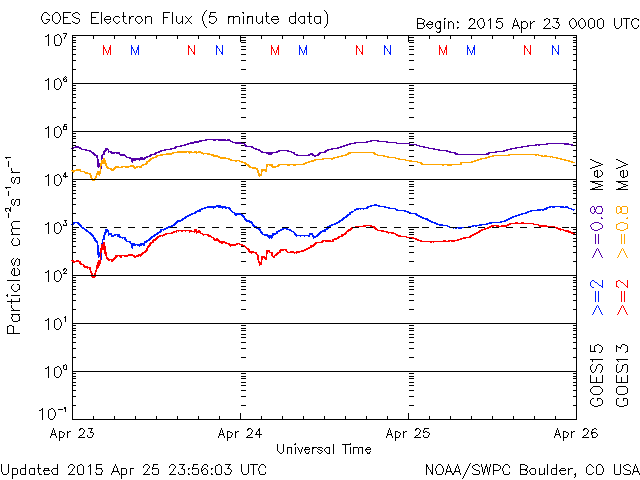 GOES Electron Flux (5 minute data)
Begin: 2015 Apr 23 0000 UTC
M M N N M M N N M M N N
10⁷
10⁶
10⁵
10⁴
10³
10²
10¹
10⁰
10⁻¹
Particles cm⁻²s⁻¹sr⁻¹
Apr 23 Apr 24 Apr 25 Apr 26
Universal Time
GOES15 >=2 >=0.8 MeV
GOES13 >=2 >=0.8 MeV
Updated 2015 Apr 25 23:56:03 UTC
NOAA/SWPC Boulder, CO USA